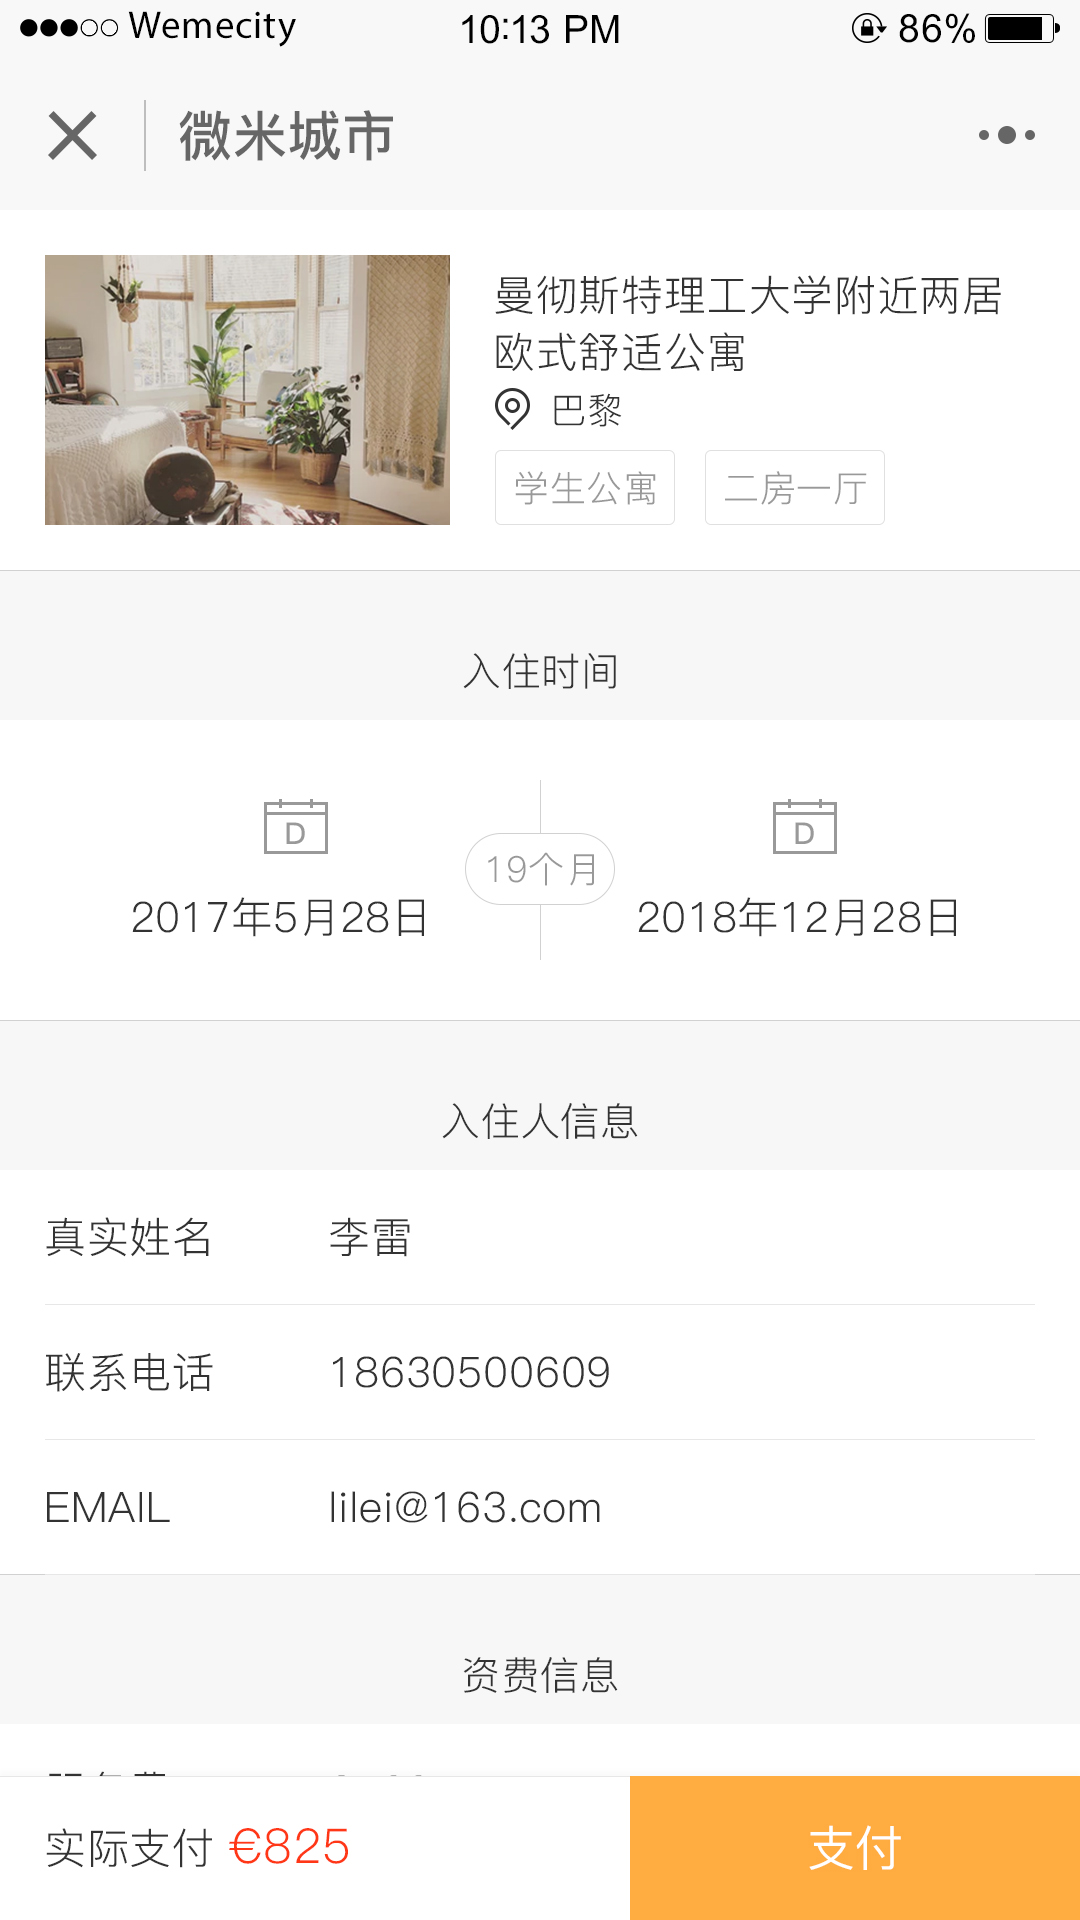 Wemecity 10:13 PM 86%
微米城市
曼彻斯特理工大学附近两居
欧式舒适公寓
巴黎
学生公寓 二房一厅
入住时间
D D
19个月
2017年5月28日 2018年12月28日
入住人信息
真实姓名 李雷
联系电话 18630500609
EMAIL lilei@163.com
资费信息
实际支付 €825 支付